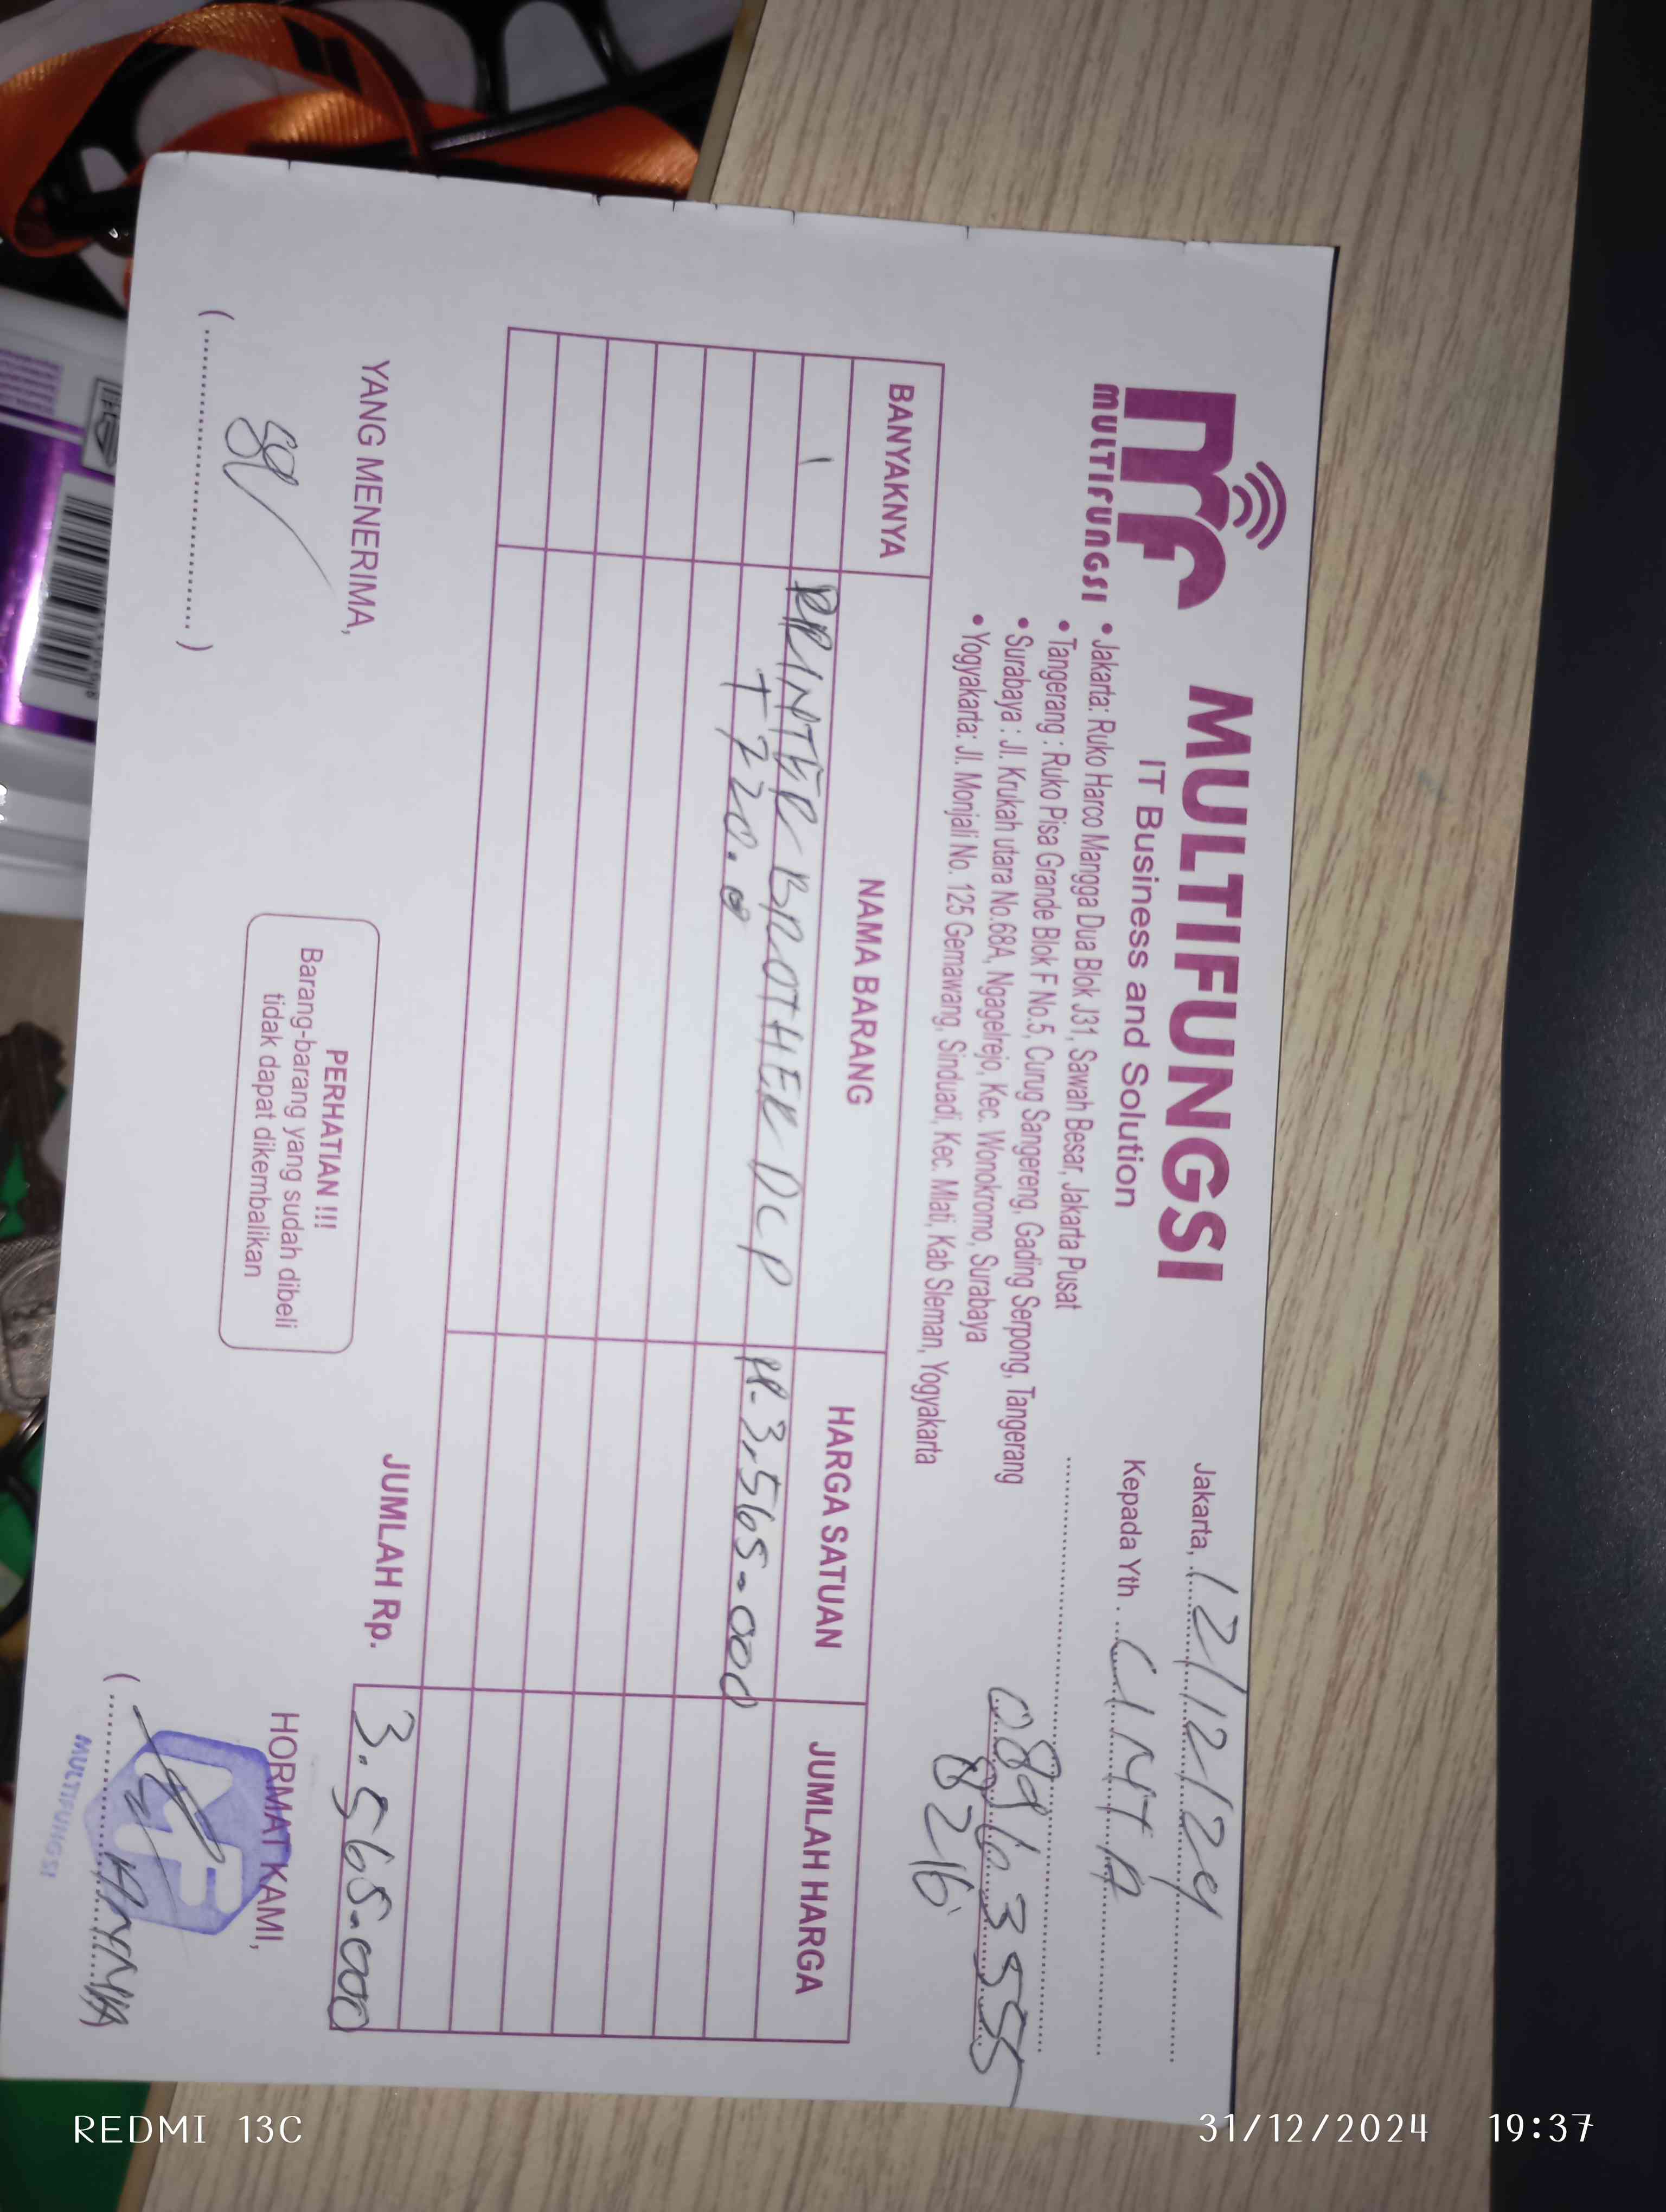 MULTIFUNGSI
MULTIFUNGSI
IT Business and Solution
• Jakarta: Ruko Harco Mangga Dua Blok J31, Sawah Besar, Jakarta Pusat
• Tangerang : Ruko Pisa Grande Blok F No.5, Curug Sangereng, Gading Serpong, Tangerang
• Surabaya : Jl. Krukah utara No.68A, Ngagelrejo, Kec. Wonokromo, Surabaya
• Yogyakarta: Jl. Monjali No. 125 Gemawang, Sinduadi, Kec. Mlati, Kab Sleman, Yogyakarta
Jakarta, 12/12/24
Kepada Yth. CINTA
0896 3555
8216
BANYAKNYA NAMA BARANG HARGA SATUAN JUMLAH HARGA
1 PRINTER BROTHER DCP 3.565.000
T720.
JUMLAH Rp. 3.565.000
YANG MENERIMA,
PERHATIAN !!!
Barang-barang yang sudah dibeli
tidak dapat dikembalikan
HORMAT KAMI,
MULTIFUNGSI
REDMI 13C
31/12/2024 19:37